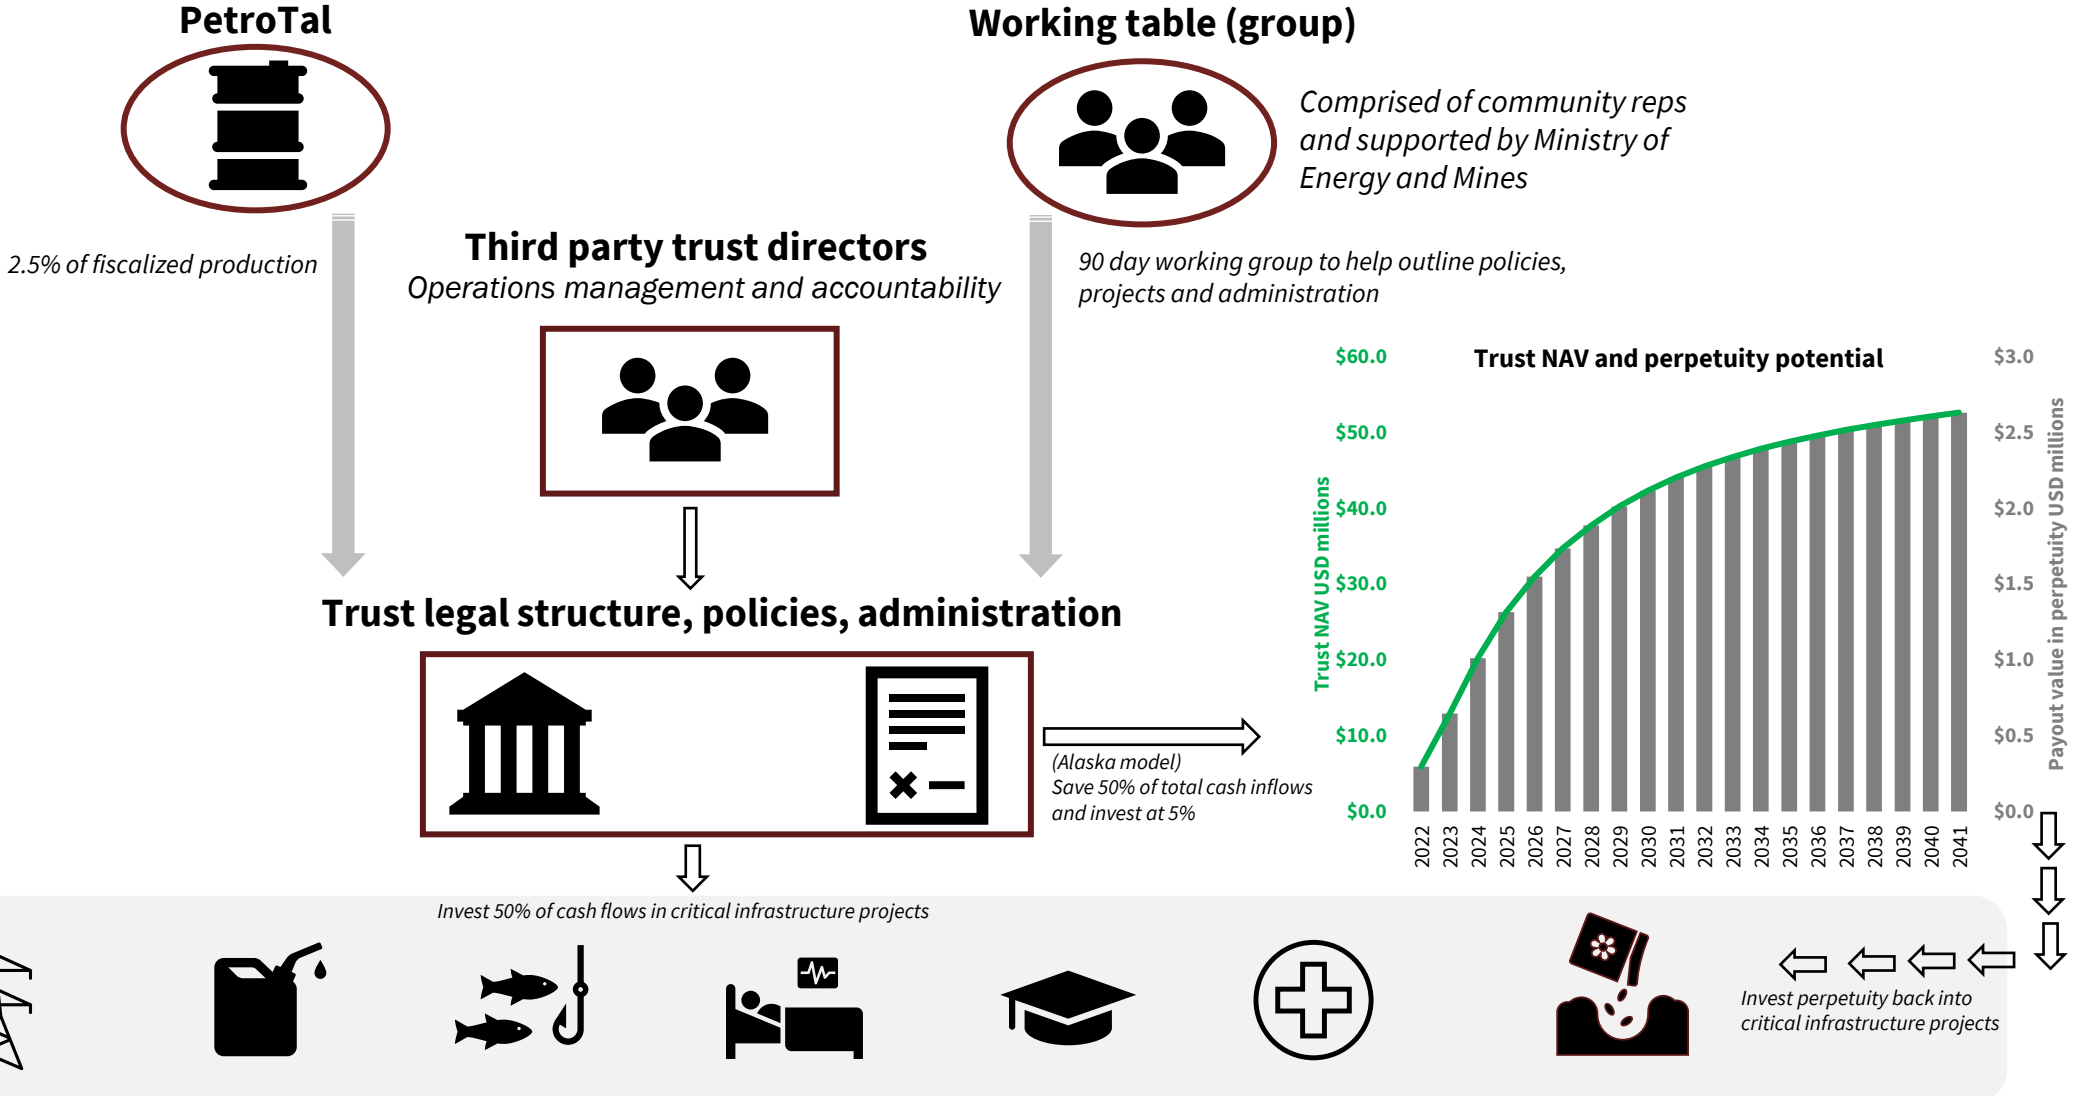 PetroTal
Working table (group)
Comprised of community reps
and supported by Ministry of
Energy and Mines
2.5% of fiscalized production
Third party trust directors
Operations management and accountability
90 day working group to help outline policies,
projects and administration
Trust legal structure, policies, administration
(Alaska model)
Save 50% of total cash inflows
and invest at 5%
Trust NAV and perpetuity potential
Trust NAV USD millions
$60.0
$50.0
$40.0
$30.0
$20.0
$10.0
$0.0
$3.0
$2.5
$2.0
$1.5
$1.0
$0.5
$0.0
Payout value in perpetuity USD millions
2022
2023
2024
2025
2026
2027
2028
2029
2030
2031
2032
2033
2034
2035
2036
2037
2038
2039
2040
2041
Invest 50% of cash flows in critical infrastructure projects
Invest perpetuity back into
critical infrastructure projects